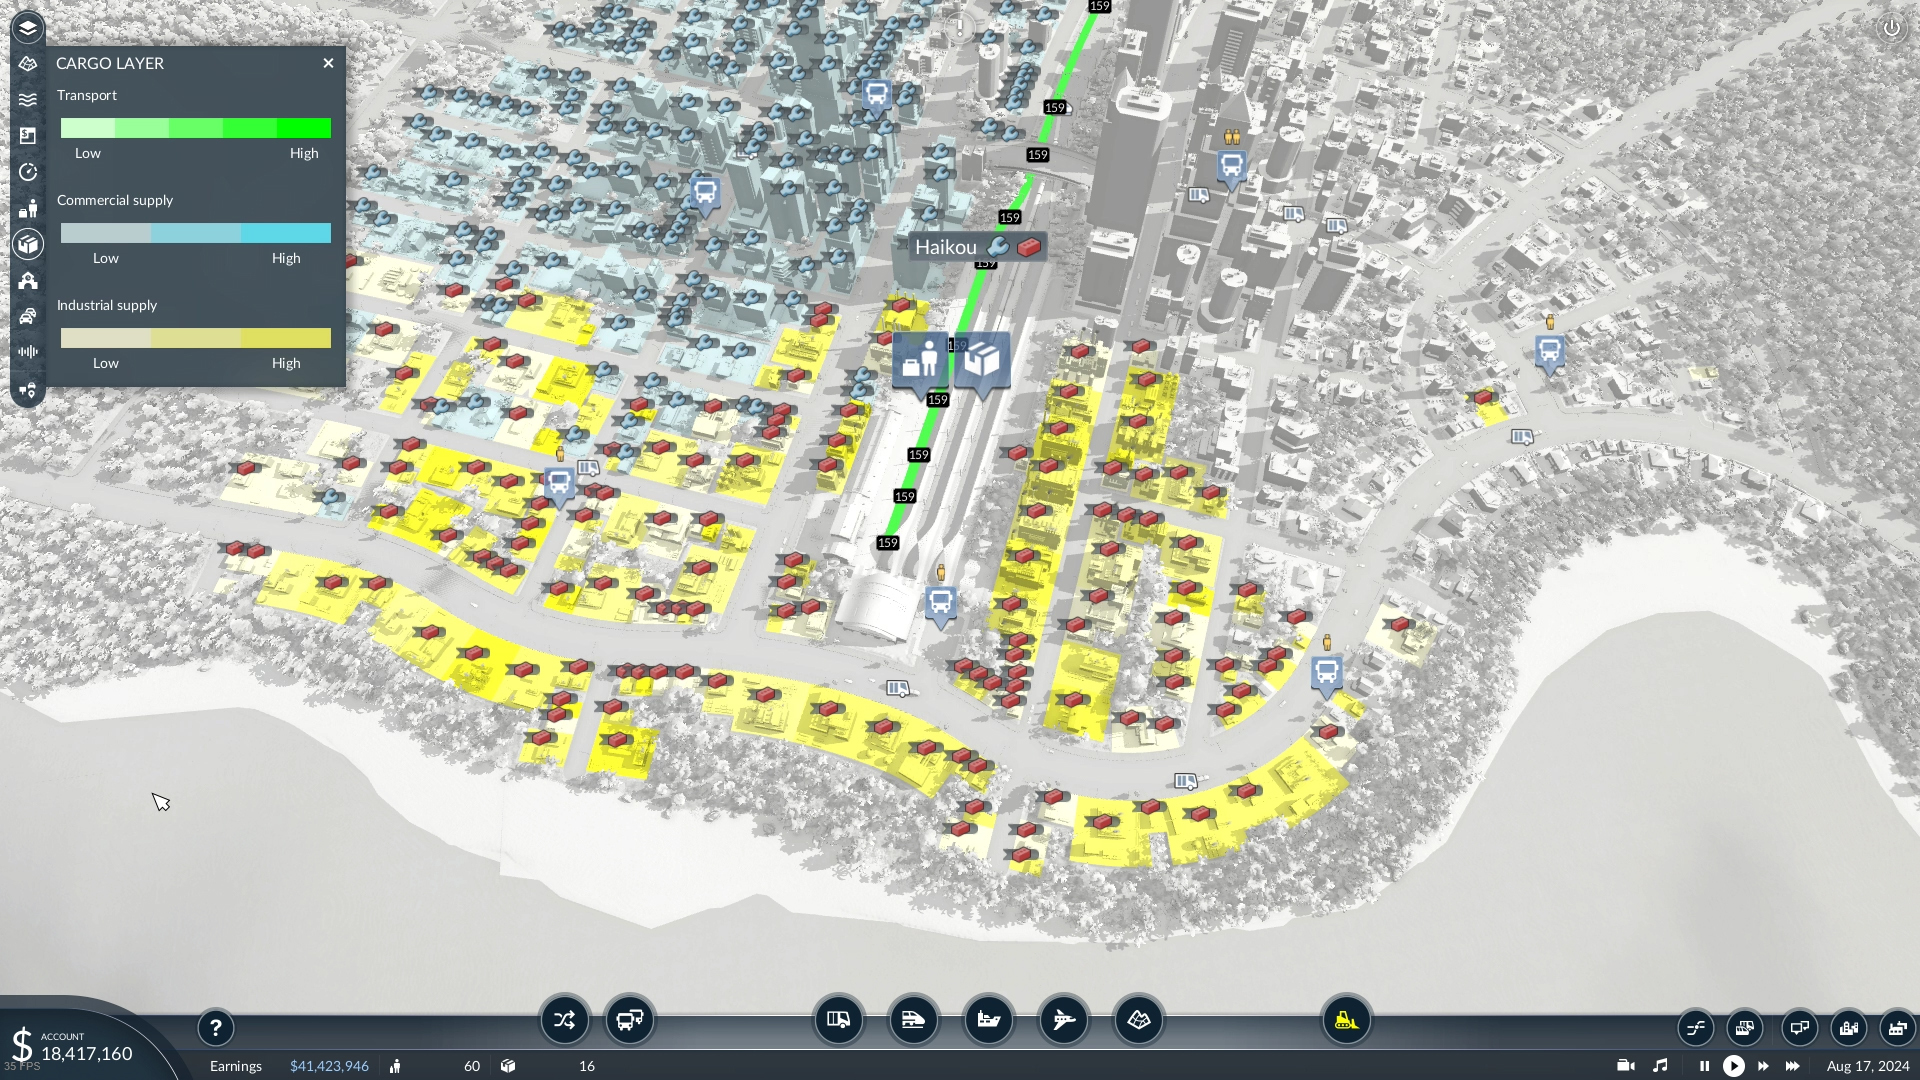 CARGO LAYER
Transport
Low High
Commercial supply
Low High
Industrial supply
Low High
159
159
159
159
Haikou
159
159
159
159
159
159
$
?
ACCOUNT
18,417,160
35 FPS
Earnings $41,423,946 60 16
Aug 17, 2024